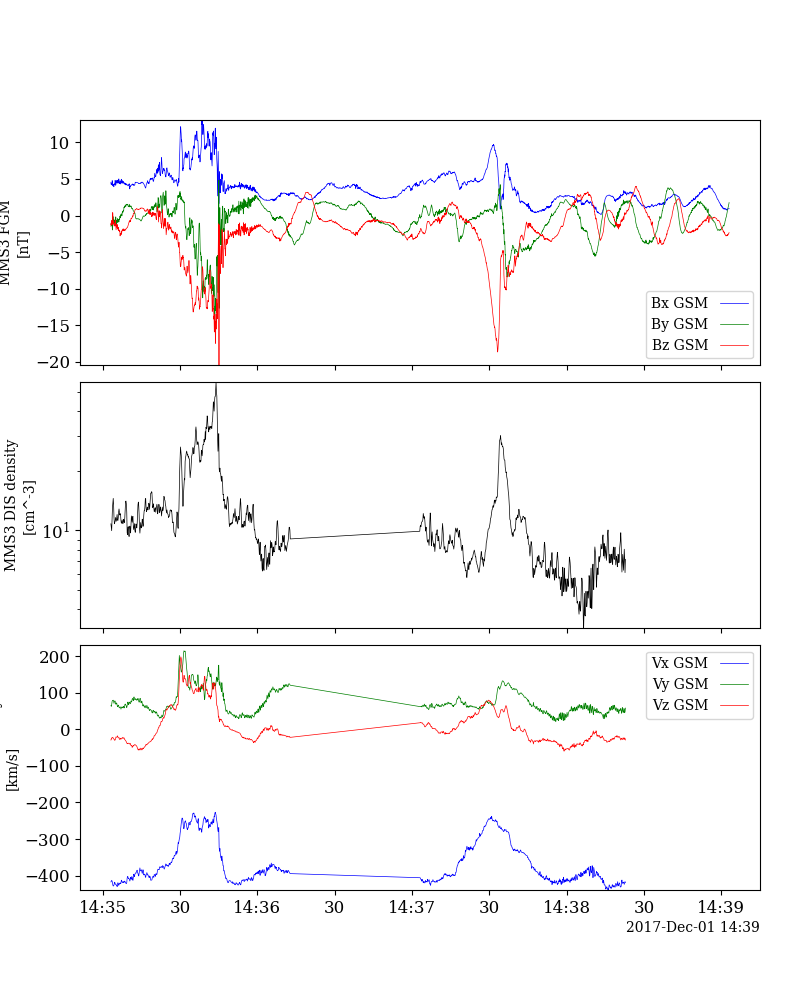 10
5
0
−5
−10
−15
−20
MMS3 FGM
[nT]
Bx GSM
By GSM
Bz GSM
10^1
MMS3 DIS density
[cm^-3]
200
100
0
−100
−200
−300
−400
[km/s]
Vx GSM
Vy GSM
Vz GSM
14:35 30 14:36 30 14:37 30 14:38 30 14:39
2017-Dec-01 14:39